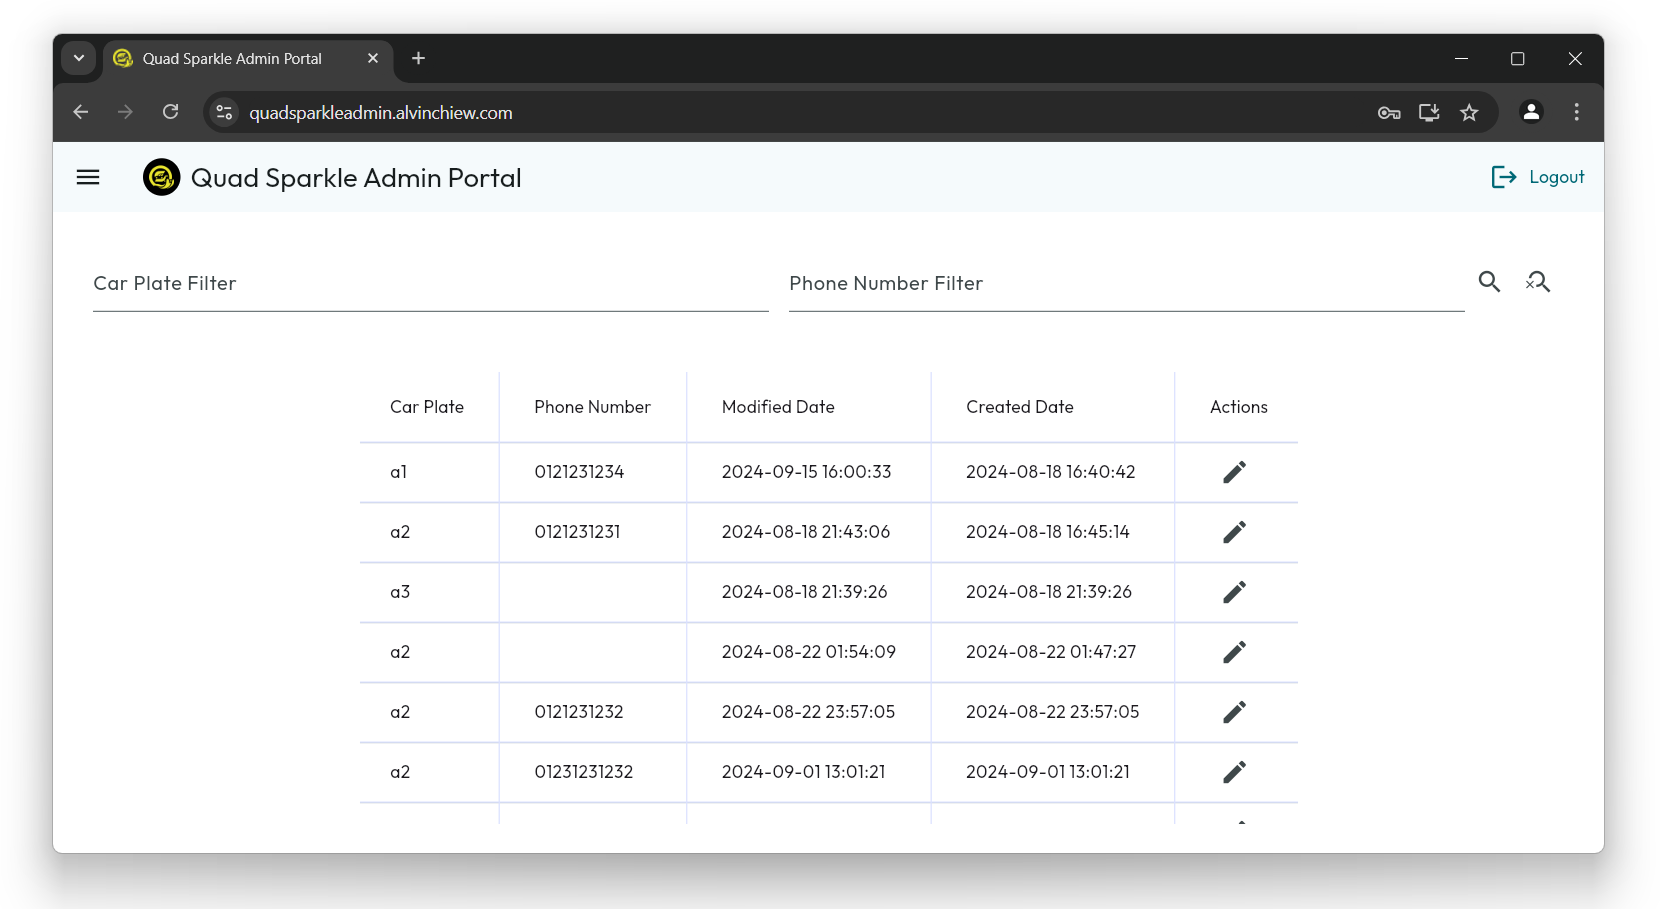 Quad Sparkle Admin Portal
quadsparkleadmin.alvinchiew.com
Quad Sparkle Admin Portal
Logout
Car Plate Filter Phone Number Filter
Car Plate Phone Number Modified Date Created Date Actions
a1 0121231234 2024-09-15 16:00:33 2024-08-18 16:40:42
a2 0121231231 2024-08-18 21:43:06 2024-08-18 16:45:14
a3 2024-08-18 21:39:26 2024-08-18 21:39:26
a2 2024-08-22 01:54:09 2024-08-22 01:47:27
a2 0121231232 2024-08-22 23:57:05 2024-08-22 23:57:05
a2 01231231232 2024-09-01 13:01:21 2024-09-01 13:01:21